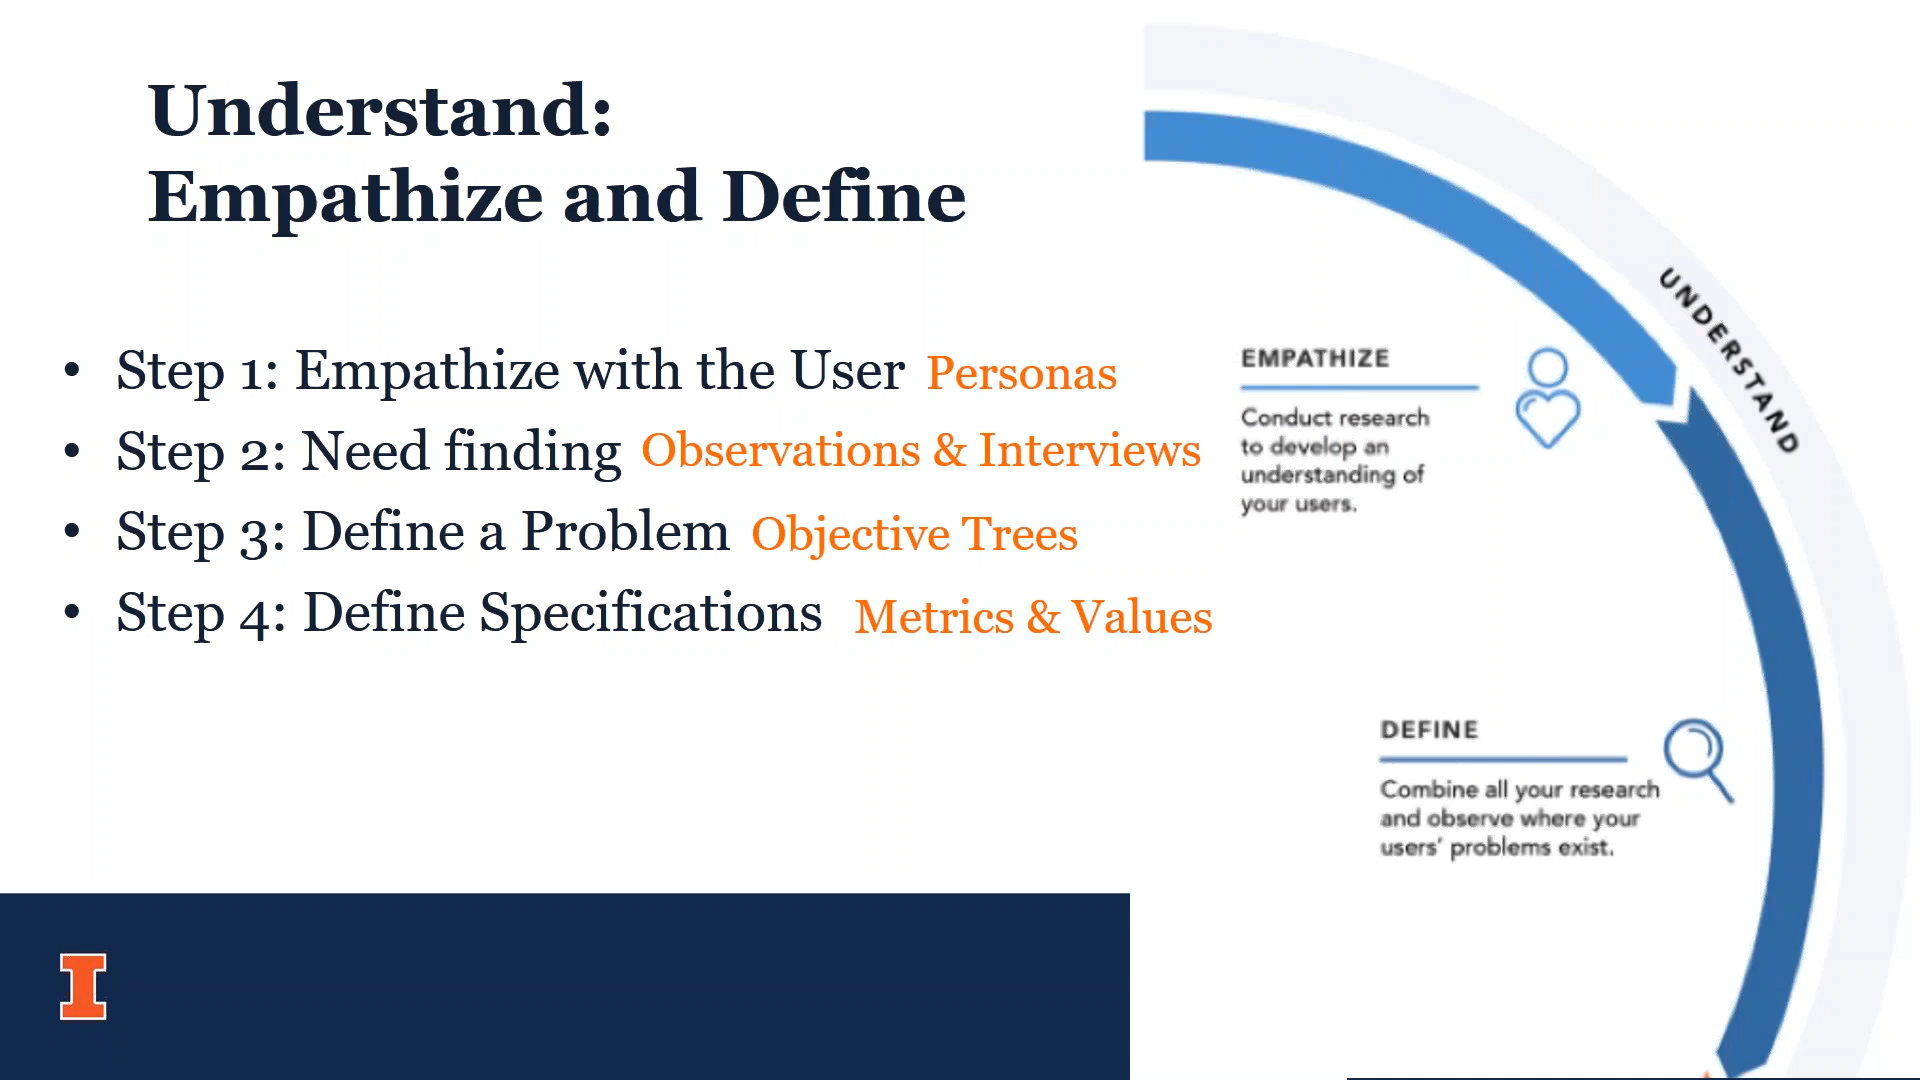 Understand:
Empathize and Define
• Step 1: Empathize with the User Personas
• Step 2: Need finding Observations & Interviews
• Step 3: Define a Problem Objective Trees
• Step 4: Define Specifications Metrics & Values
UNDERSTAND
EMPATHIZE
Conduct research
to develop an
understanding of
your users.
DEFINE
Combine all your research
and observe where your
users' problems exist.
I